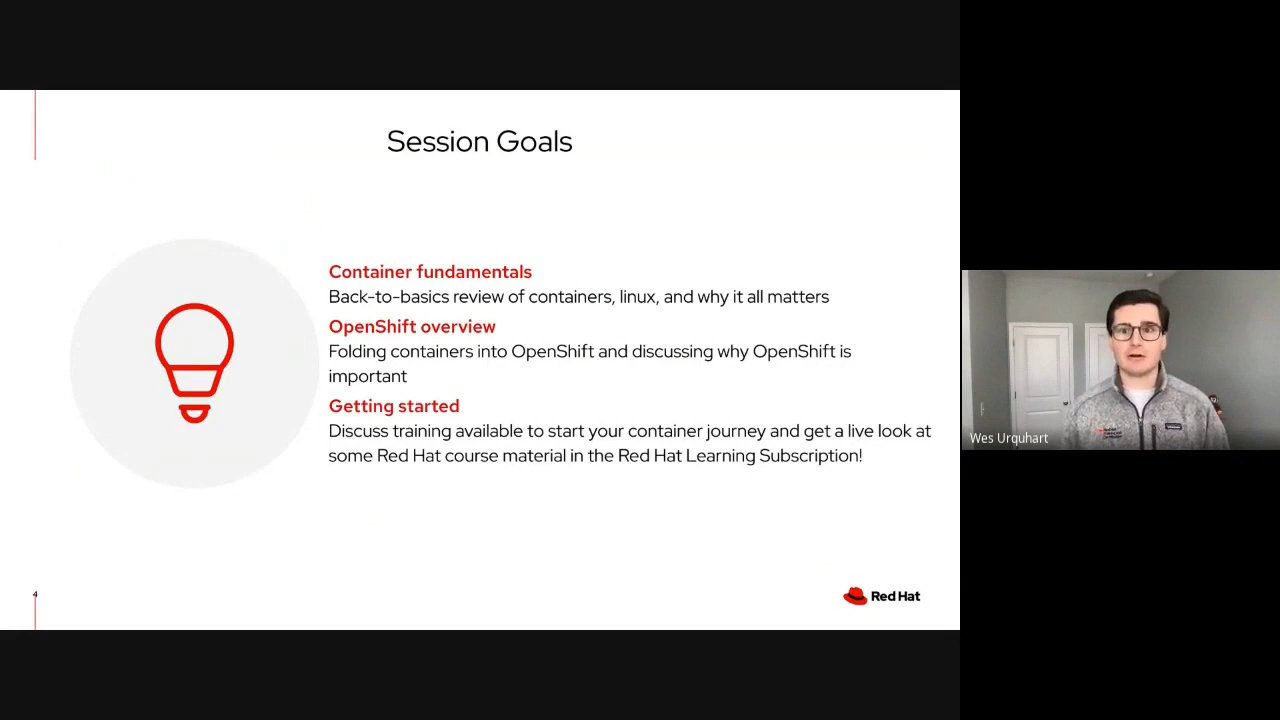 Session Goals
Container fundamentals
Back-to-basics review of containers, linux, and why it all matters
OpenShift overview
Folding containers into OpenShift and discussing why OpenShift is
important
Getting started
Discuss training available to start your container journey and get a live look at
some Red Hat course material in the Red Hat Learning Subscription!
4
Red Hat
Wes Urquhart